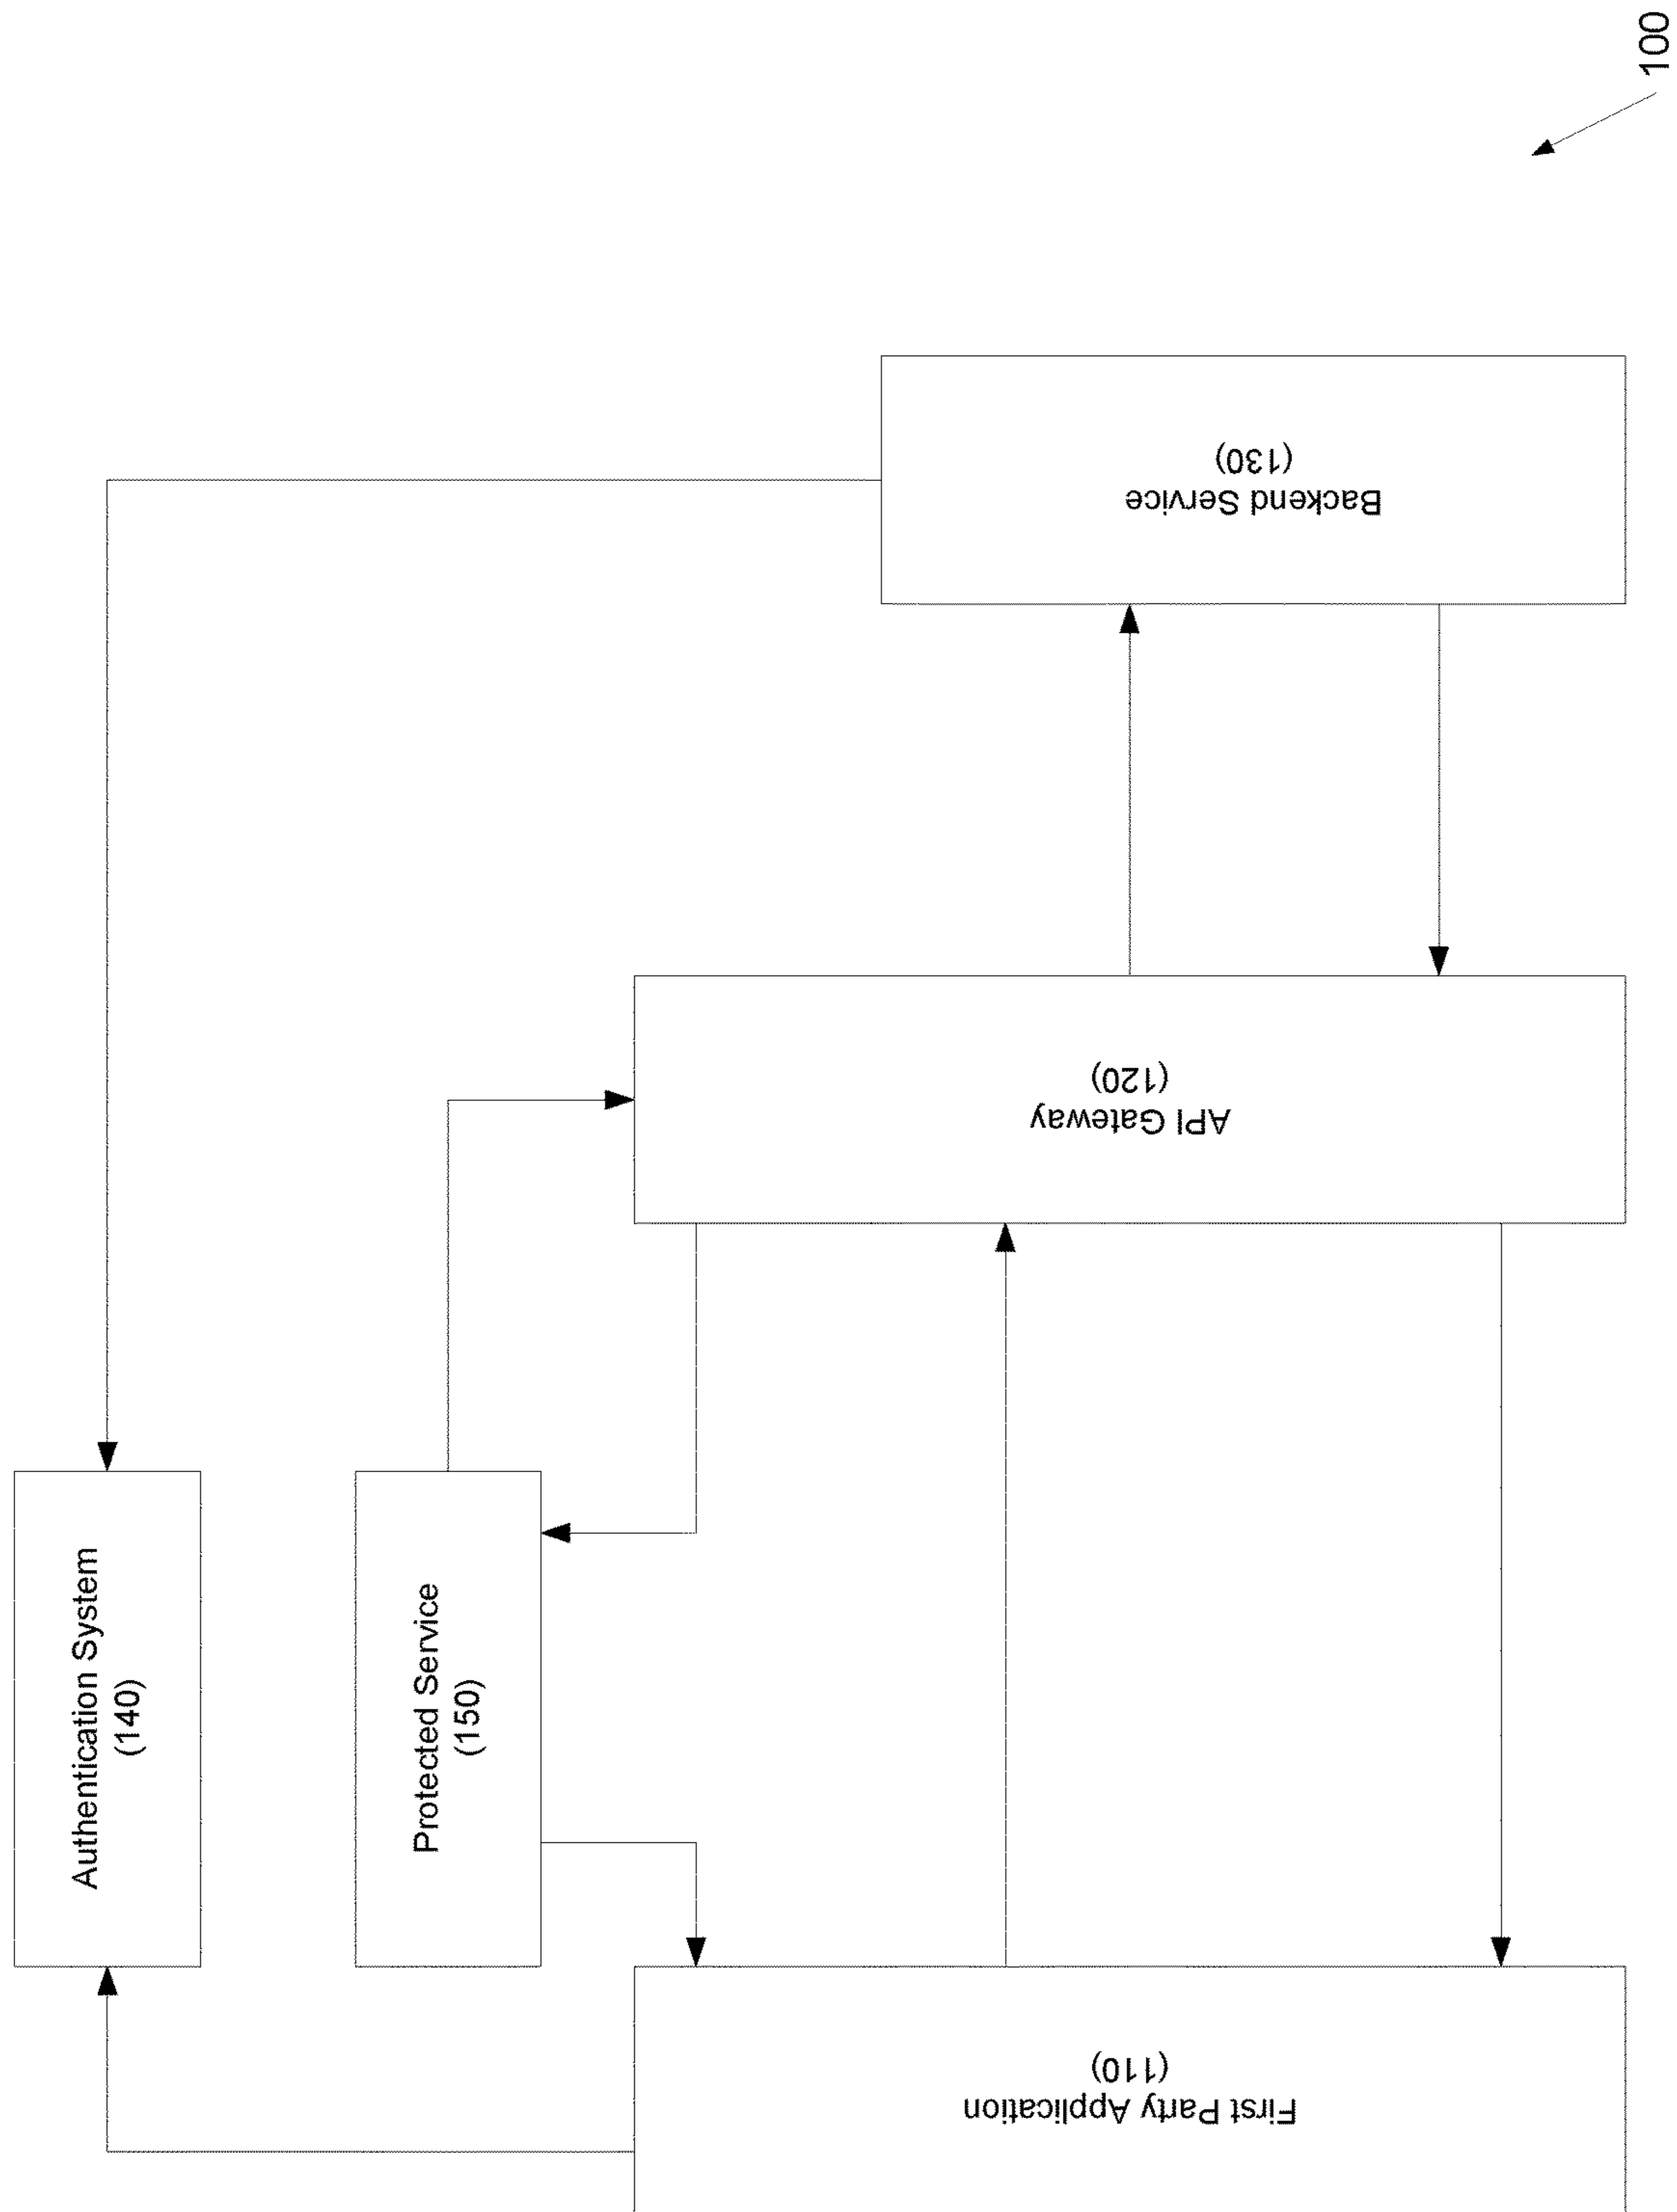 100
Authentication System
(140)
Protected Service
(150)
First Party Application
(110)
API Gateway
(120)
Backend Service
(130)